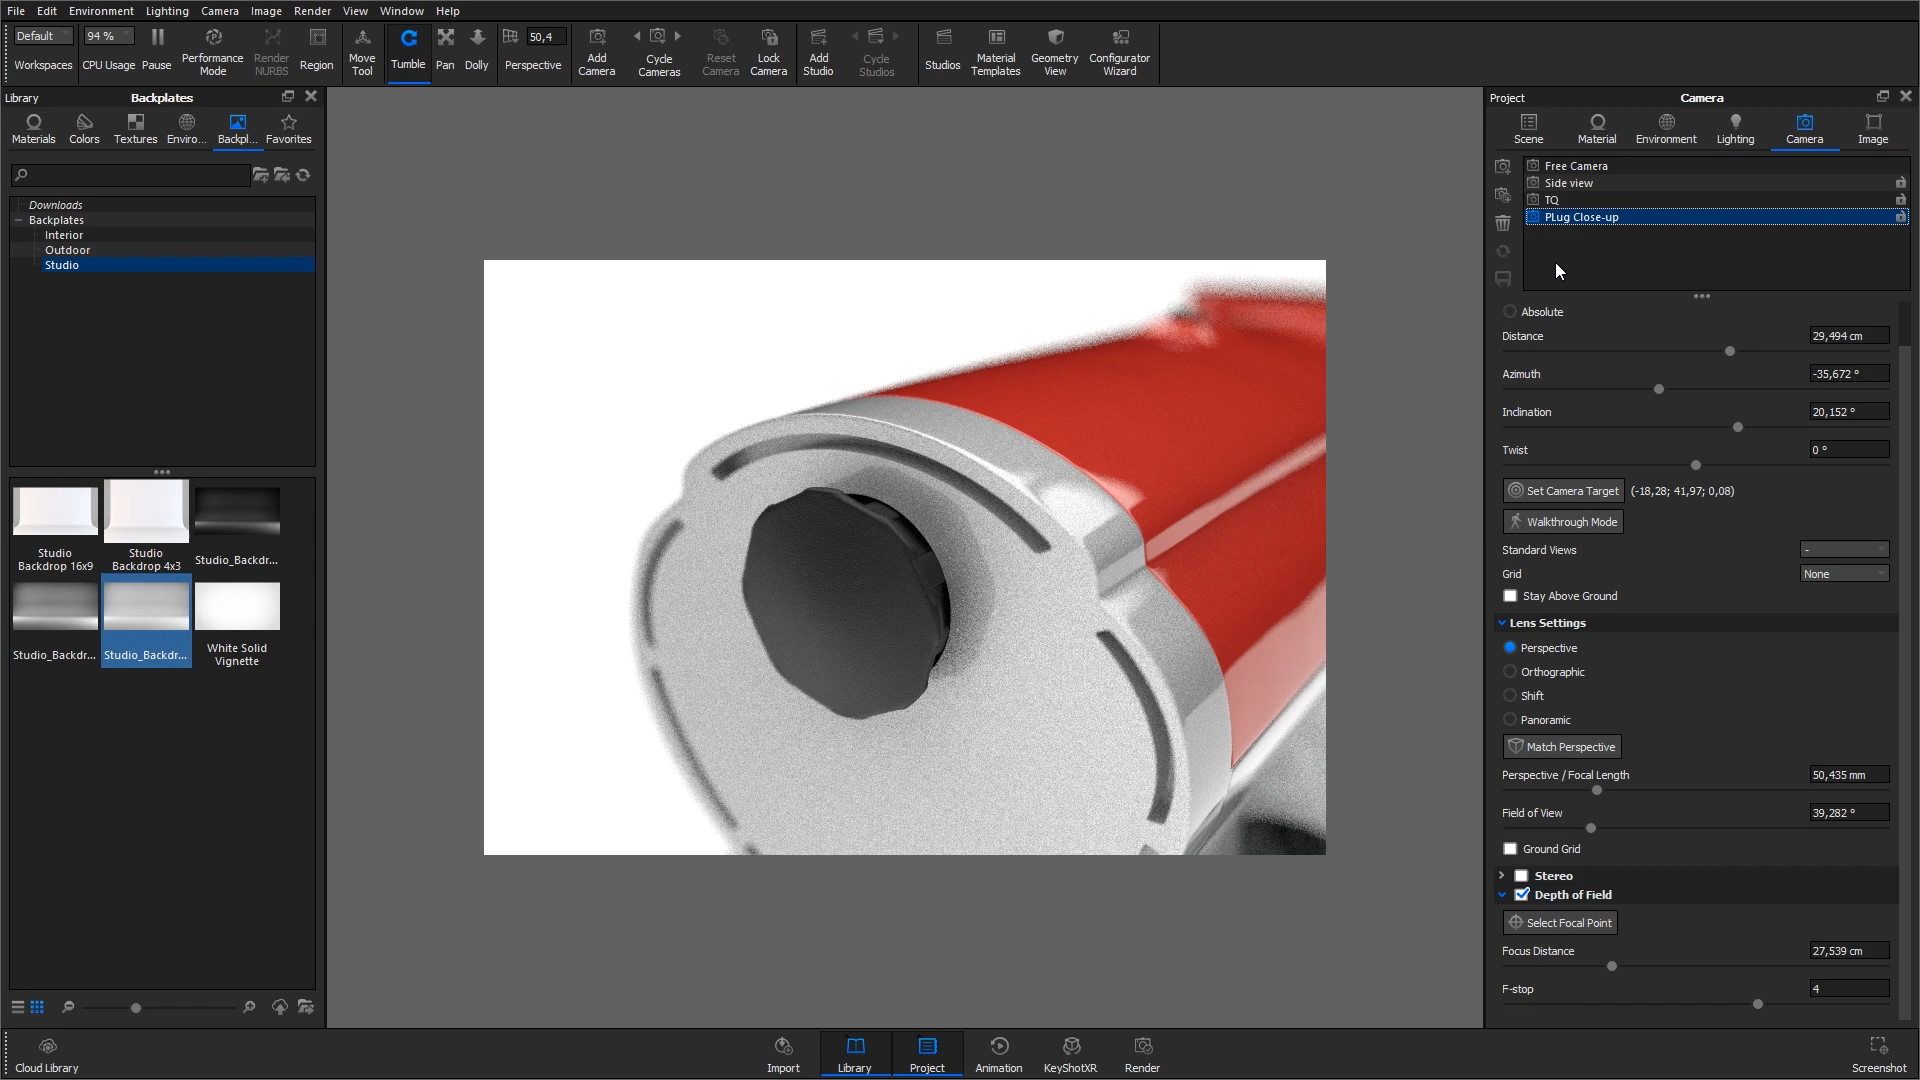 File Edit Environment Lighting Camera Image Render View Window Help
Default 94 % 50,4
Workspaces CPU Usage Pause Performance Mode Render NURBS Region Move Tool Tumble Pan Dolly Perspective Add Camera Cycle Cameras Reset Camera Lock Camera Add Studio Cycle Studios Studios Material Templates Geometry View Configurator Wizard
Library Backplates
Materials Colors Textures Enviro... Backpl... Favorites
Downloads
Backplates
Interior
Outdoor
Studio
Studio Backdrop 16x9
Studio Backdrop 4x3
Studio_Backdr...
Studio_Backdr...
Studio_Backdr...
White Solid Vignette
Project Camera
Scene Material Environment Lighting Camera Image
Free Camera
Side view
TQ
PLug Close-up
Absolute
Distance 29,494 cm
Azimuth -35,672 °
Inclination 20,152 °
Twist 0 °
Set Camera Target (-18,28; 41,97; 0,08)
Walkthrough Mode
Standard Views -
Grid None
Stay Above Ground
Lens Settings
Perspective
Orthographic
Shift
Panoramic
Match Perspective
Perspective / Focal Length 50,435 mm
Field of View 39,282 °
Ground Grid
Stereo
Depth of Field
Select Focal Point
Focus Distance 27,539 cm
F-stop 4
Cloud Library Import Library Project Animation KeyShotXR Render Screenshot